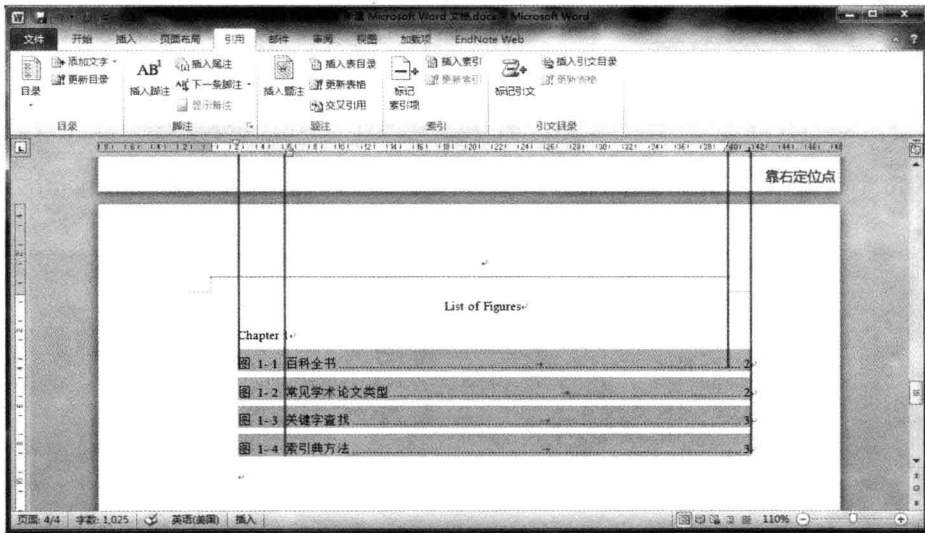 新建 Microsoft Word 文档.docx - Microsoft Word
文件 开始 插入 页面布局 引用 邮件 审阅 视图 加载项 EndNote Web
目录
添加文字
更新目录
目录
AB¹
插入脚注
插入尾注
下一条脚注
显示备注
脚注
插入题注
插入表目录
更新表格
交叉引用
题注
标记
索引项
插入索引
更新索引
索引
标记引文
插入引文目录
更新表格
引文目录
靠右定位点
List of Figures
Chapter 1
图 1- 1 百科全书 2
图 1- 2 常见学术论文类型 2
图 1- 3 关键字查找 3
图 1- 4 索引典方法 3
页面: 4/4 字数: 1,025 英语(美国) 插入 110%